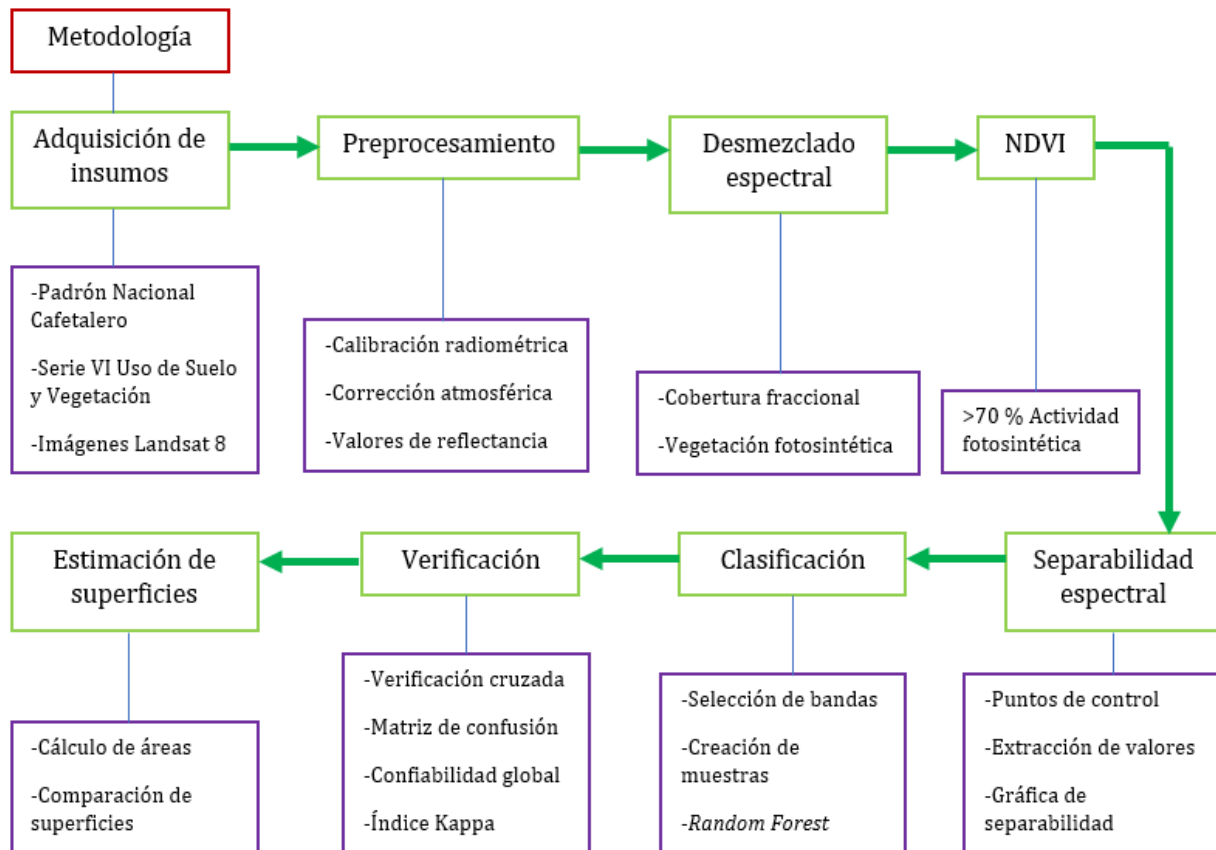 Metodología
Adquisición de
insumos
Preprocesamiento
Desmezclado
espectral
NDVI
-Padrón Nacional
Cafetalero
-Serie VI Uso de Suelo
y Vegetación
-Imágenes Landsat 8
-Calibración radiométrica
-Corrección atmosférica
-Valores de reflectancia
-Cobertura fraccional
-Vegetación fotosintética
>70 % Actividad
fotosintética
Separabilidad
espectral
Clasificación
Verificación
Estimación de
superficies
-Puntos de control
-Extracción de valores
-Gráfica de
separabilidad
-Selección de bandas
-Creación de
muestras
-Random Forest
-Verificación cruzada
-Matriz de confusión
-Confiabilidad global
-Índice Kappa
-Cálculo de áreas
-Comparación de
superficies